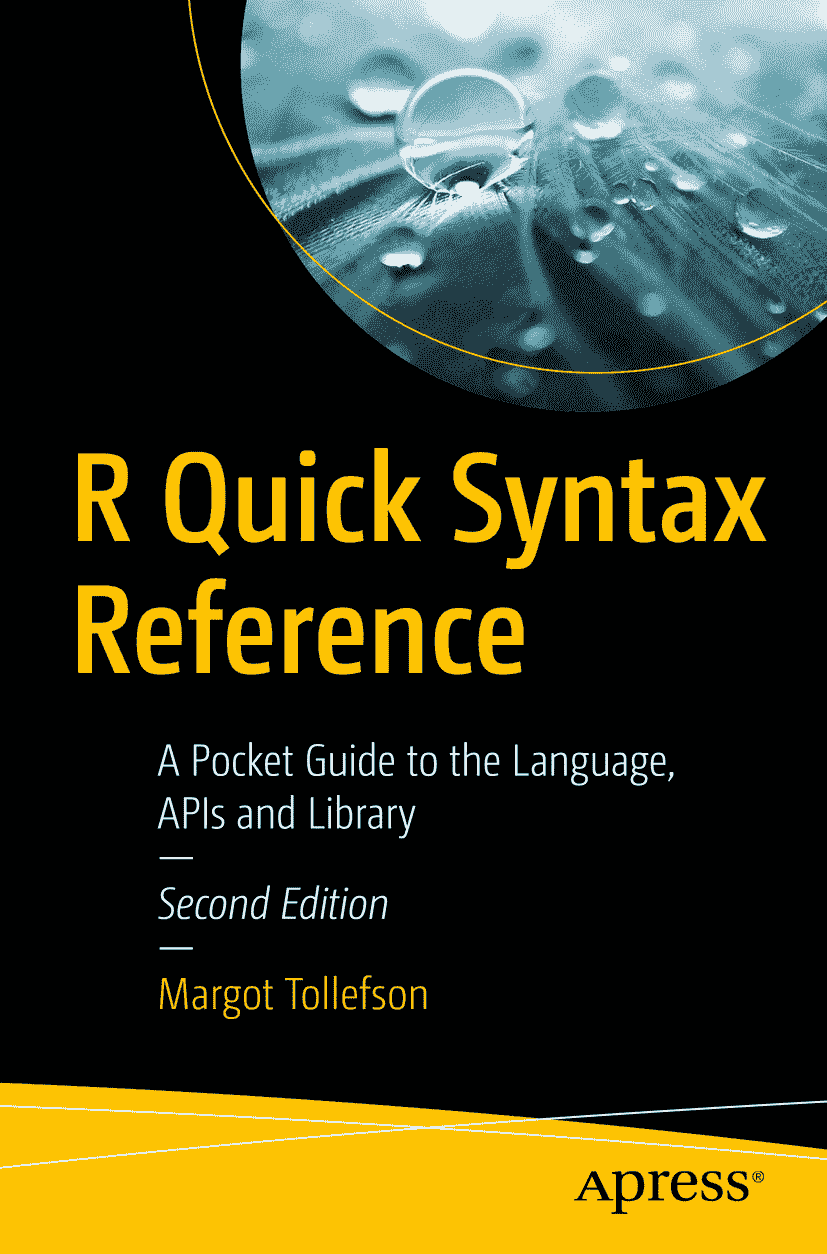 R Quick Syntax
Reference
A Pocket Guide to the Language,
APIs and Library
—
Second Edition
—
Margot Tollefson
Apress®